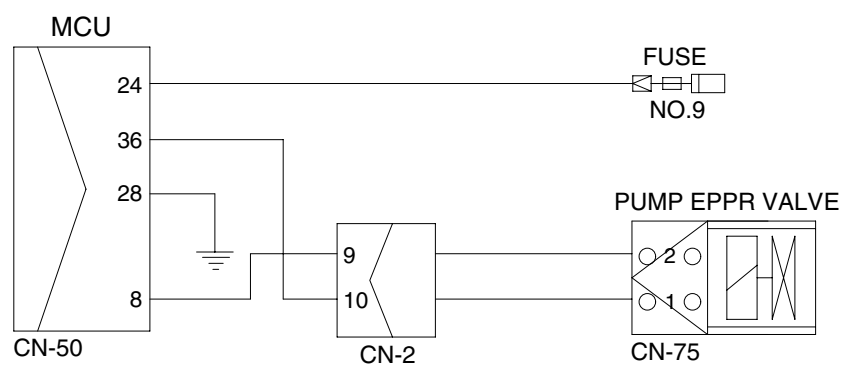 MCU
FUSE
24
NO.9
36
28
PUMP EPPR VALVE
9
2
8
10
1
CN-50
CN-2
CN-75